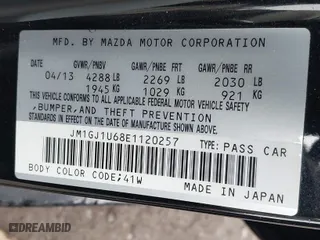 MFD. BY MAZDA MOTOR CORPORATION
GVWR/PNBV GAWR/PNBE FRT GAWR/PNBE RR
04/13 4288 LB 2269 LB 2030 LB
1945 KG 1029 KG 921 KG
THIS VEHICLE CONFORMS TO ALL APPLICABLE FEDERAL MOTOR VEHICLE SAFETY
, BUMPER, AND THEFT PREVENTION
STANDARDS IN EFFECT ON THE DATE OF MANUFACTURE SHOWN ABOVE.
JM1GJ1U68E1120257 TYPE:PASS CAR
BODY COLOR CODE:41W MADE IN JAPAN
DREAMBID